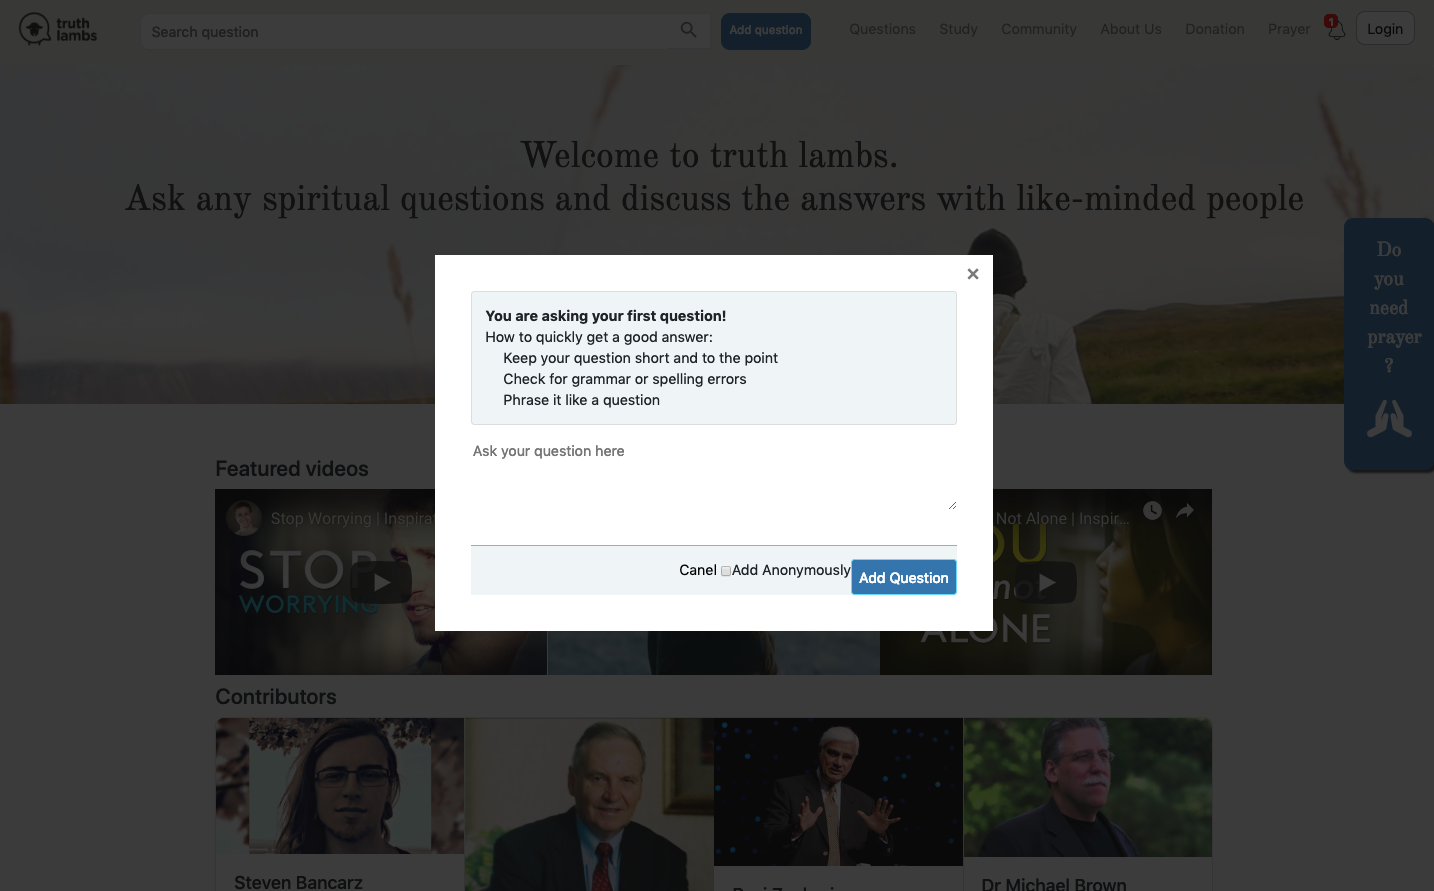 truth
lambs
Search question
Add question
Questions
Study
Community
About Us
Donation
Prayer
1
Login
Welcome to truth lambs.
Ask any spiritual questions and discuss the answers with like-minded people
Do
you
need
prayer
?
×
You are asking your first question!
How to quickly get a good answer:
Keep your question short and to the point
Check for grammar or spelling errors
Phrase it like a question
Ask your question here
Canel
Add Anonymously
Add Question
Featured videos
Stop Worrying | Inspirat
STOP
WORRYING
Not Alone | Inspir...
YOU
not
ALONE
Contributors
Steven Bancarz
Dr Michael Brown